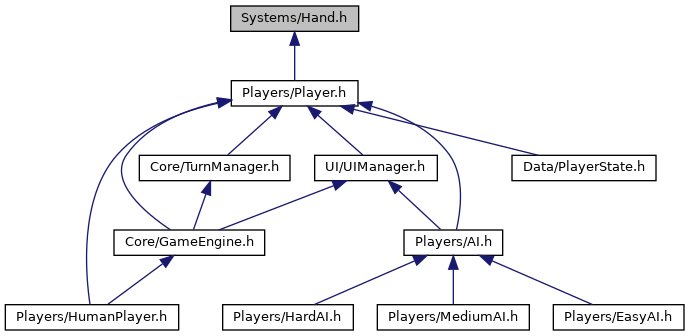 Systems/Hand.h
Players/Player.h
Core/TurnManager.h
UI/UIManager.h
Data/PlayerState.h
Core/GameEngine.h
Players/AI.h
Players/HumanPlayer.h
Players/HardAI.h
Players/MediumAI.h
Players/EasyAI.h